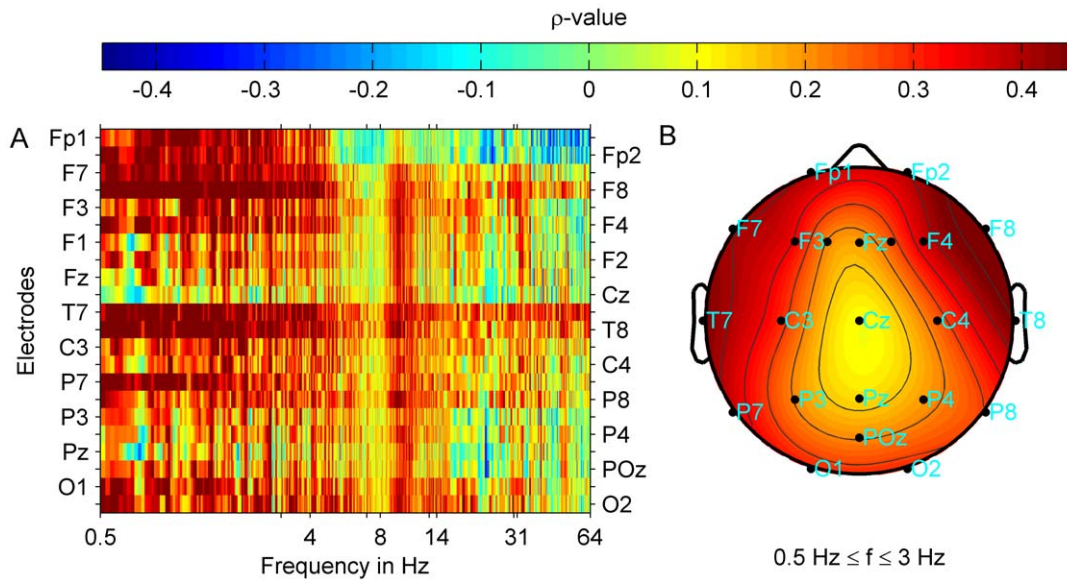 ρ-value
-0.4 -0.3 -0.2 -0.1 0 0.1 0.2 0.3 0.4
A
Electrodes
Fp1
F7
F3
F1
Fz
T7
C3
P7
P3
Pz
O1
Fp2
F8
F4
F2
Cz
T8
C4
P8
P4
POz
O2
0.5 4 8 14 31 64
Frequency in Hz
B
Fp1 Fp2
F7 F8
F3 Fz F4
T7 C3 Cz C4 T8
P3 Pz P4
P7 P8
POz
O1 O2
0.5 Hz ≤ f ≤ 3 Hz